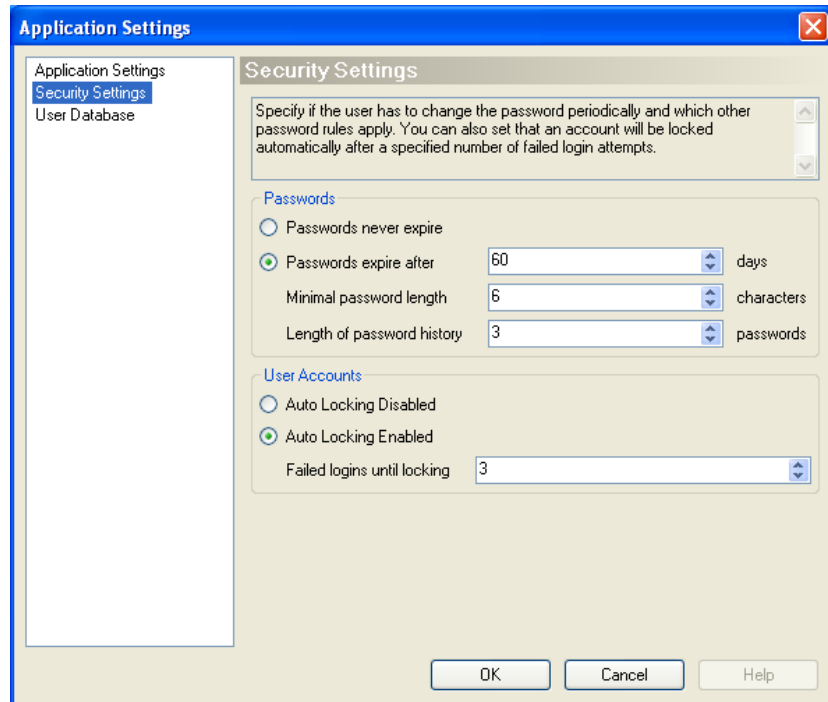 Application Settings
Application Settings
Security Settings
User Database
Security Settings
Specify if the user has to change the password periodically and which other
password rules apply. You can also set that an account will be locked
automatically after a specified number of failed login attempts.
Passwords
Passwords never expire
Passwords expire after 60 days
Minimal password length 6 characters
Length of password history 3 passwords
User Accounts
Auto Locking Disabled
Auto Locking Enabled
Failed logins until locking 3
OK Cancel Help